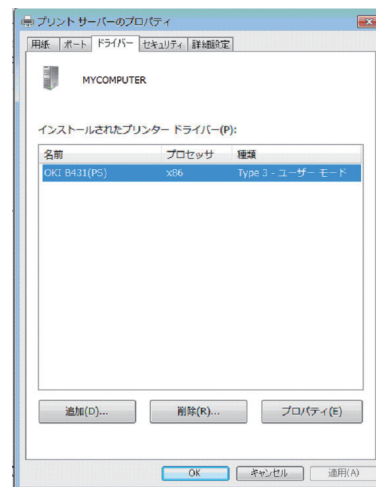 プリント サーバーのプロパティ
用紙 ポート ドライバー セキュリティ 詳細設定
MYCOMPUTER
インストールされたプリンター ドライバー(P):
名前 プロセッサ 種類
OKI B431(PS) x86 Type 3 - ユーザー モード
追加(D)... 削除(R)... プロパティ(E)
OK キャンセル 適用(A)